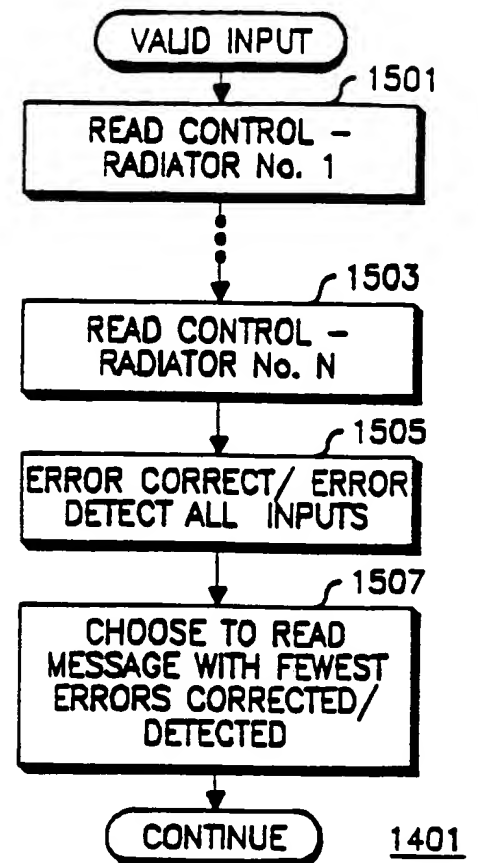 VALID INPUT
1501
READ CONTROL –
RADIATOR No. 1
1503
READ CONTROL –
RADIATOR No. N
1505
ERROR CORRECT/ ERROR
DETECT ALL INPUTS
1507
CHOOSE TO READ
MESSAGE WITH FEWEST
ERRORS CORRECTED/
DETECTED
CONTINUE
1401